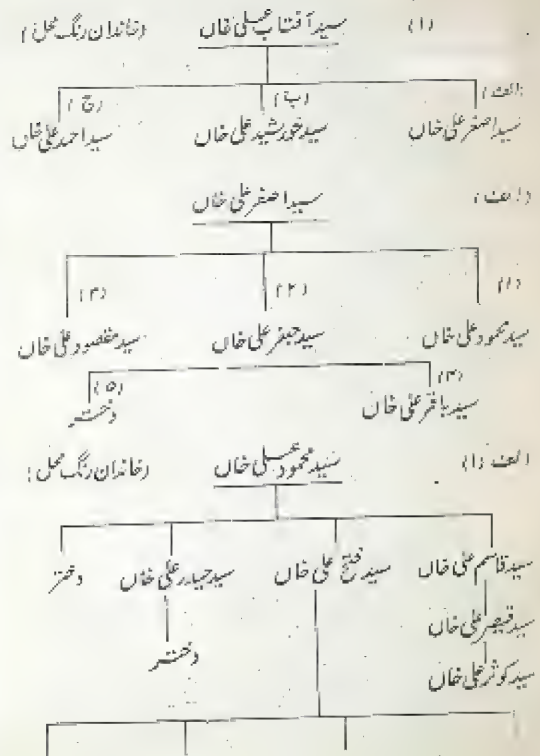 (۱) سید آفتاب علی خاں (خاندان رنگ محل)
(الف) (ب) (ج)
سید اصغر علی خاں سید خورشید علی خاں سید احمد علی خاں
(الف) سید اصغر علی خاں
(۱) (۲) (۳)
سید محمود علی خاں سید جعفر علی خاں سید مقصود علی خاں
(۴) (۵)
سید باقر علی خاں دختر
الف (۱) سید محمود علی خاں (خاندان رنگ محل)
سید قاسم علی خاں سید فتح علی خاں سید حیدر علی خاں دختر
سید قیصر علی خاں
دختر
سید کوثر علی خاں